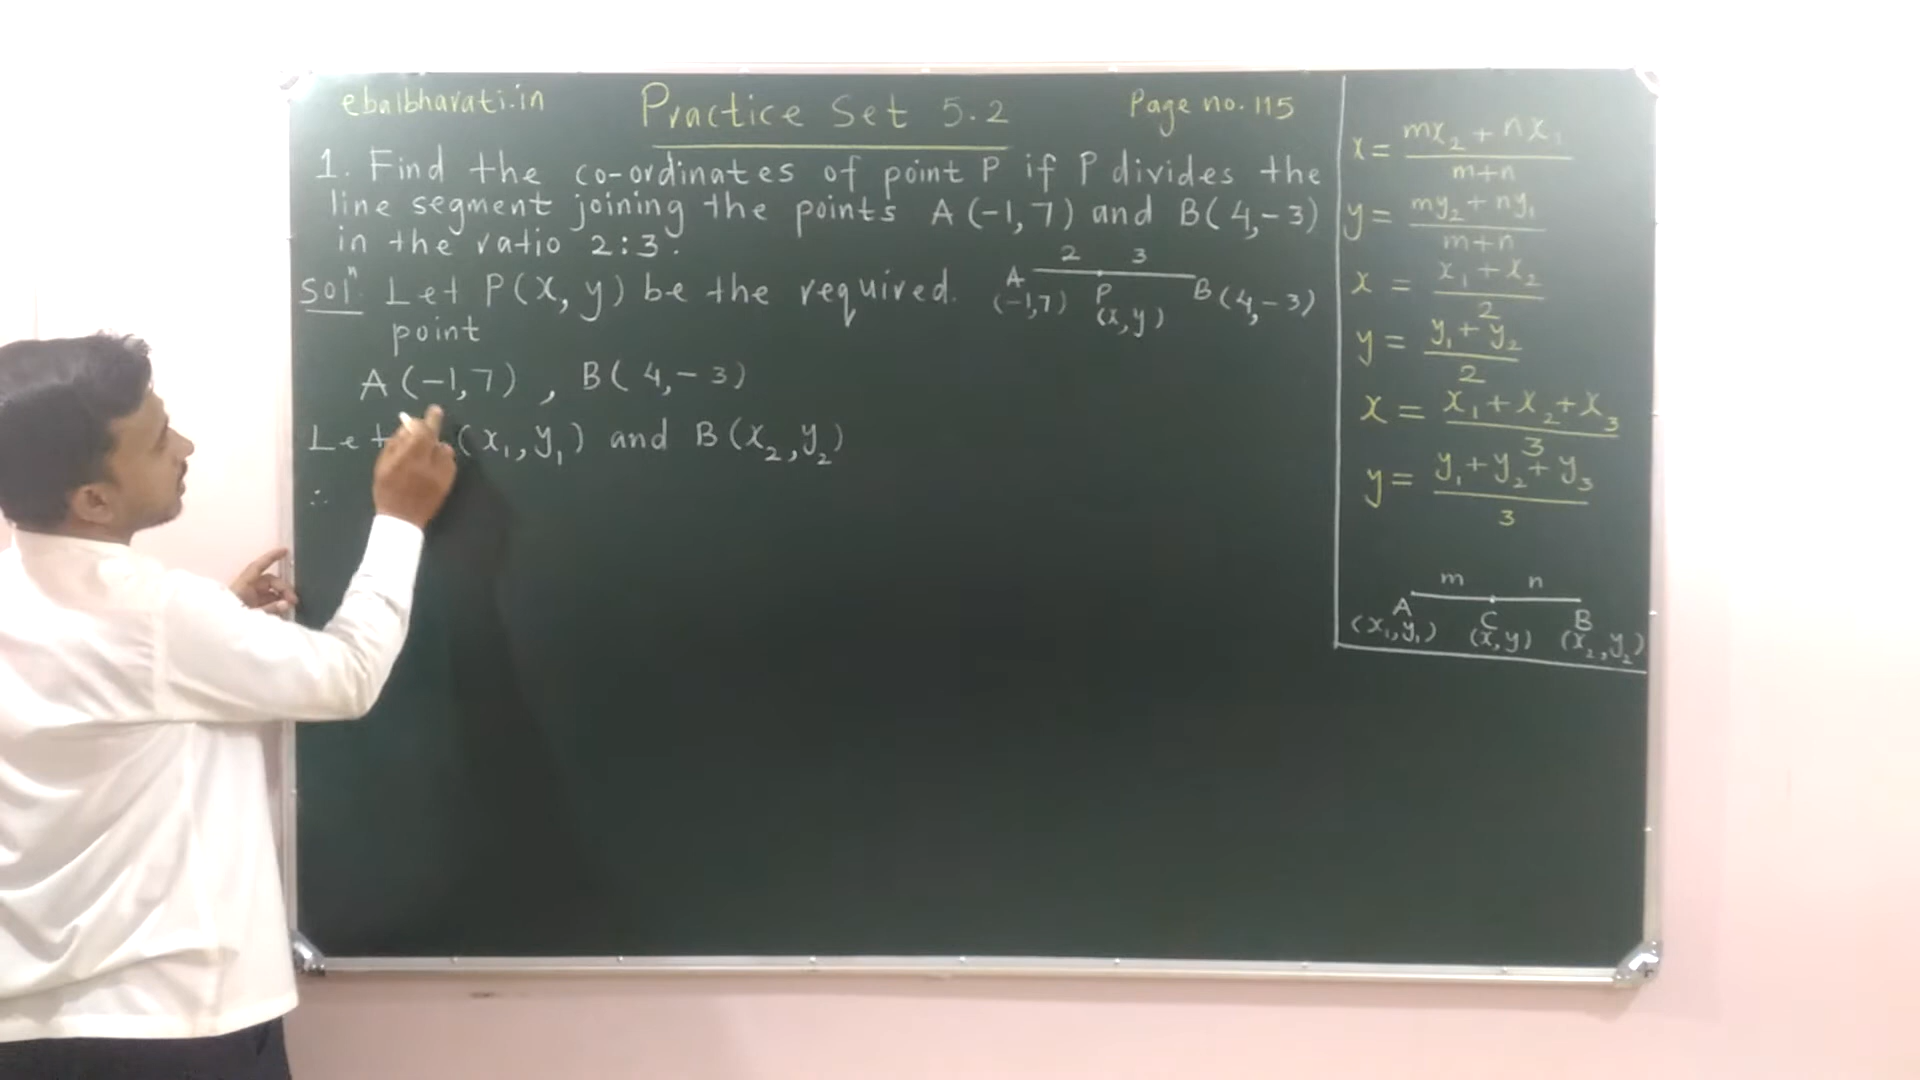 ebalbharati.in Practice Set 5.2 Page no. 115
1. Find the co-ordinates of point P if P divides the
line segment joining the points A(-1,7) and B(4,-3)
in the ratio 2:3.
2 3
A P B(4,-3)
(-1,7) (x,y)
Solⁿ Let P(x,y) be the required.
point
A(-1,7), B(4,-3)
Let (x₁,y₁) and B(x₂,y₂)
∴
x = mx₂ + nx₁ / m+n
y = my₂ + ny₁ / m+n
x = x₁ + x₂ / 2
y = y₁ + y₂ / 2
x = x₁ + x₂ + x₃ / 3
y = y₁ + y₂ + y₃ / 3
m n
A C B
(x₁,y₁) (x,y) (x₂,y₂)